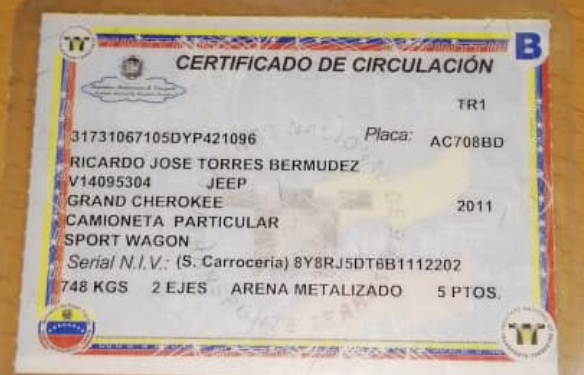 B
CERTIFICADO DE CIRCULACIÓN
TR1
31731067105DYP421096 Placa: AC708BD
RICARDO JOSE TORRES BERMUDEZ
V14095304 JEEP
GRAND CHEROKEE 2011
CAMIONETA PARTICULAR
SPORT WAGON
Serial N.I.V.: (S. Carrocería) 8Y8RJ5DT6B1112202
748 KGS 2 EJES ARENA METALIZADO 5 PTOS.